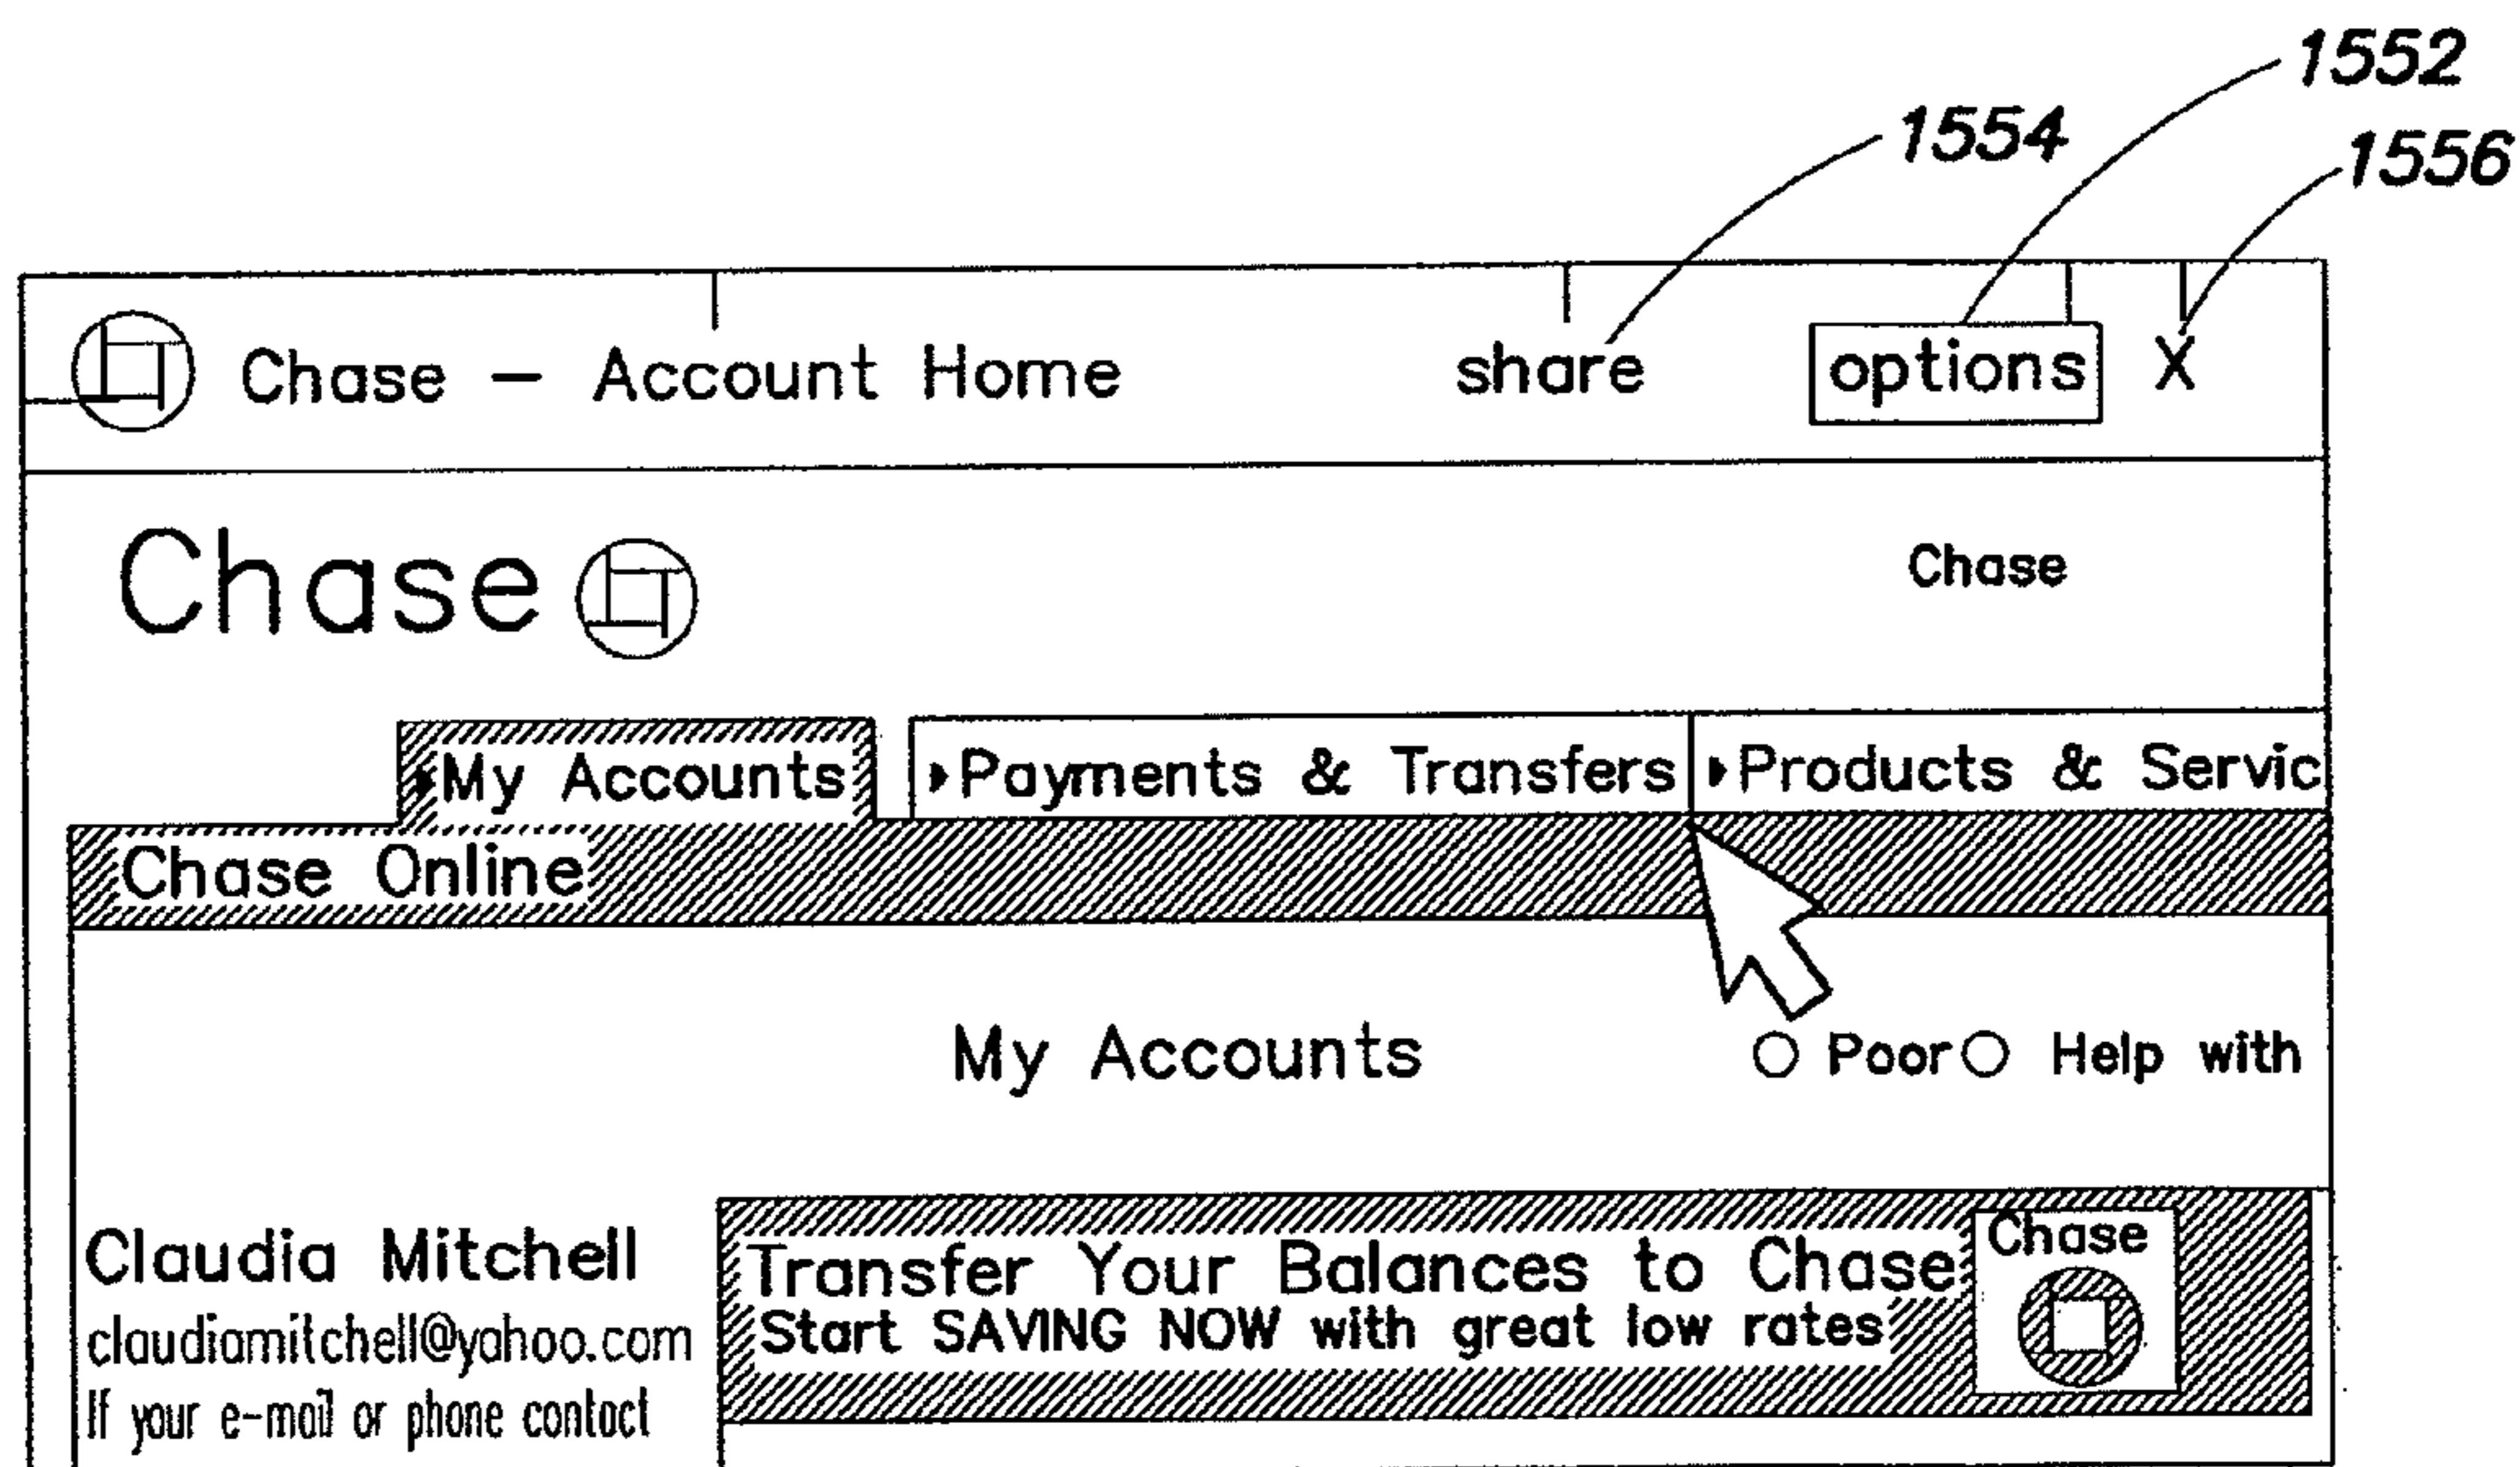 1552
1554
1556
Chase – Account Home share options X
Chase Chase
My Accounts Payments & Transfers Products & Servic
Chase Online
My Accounts Poor Help with
Claudia Mitchell
claudiamitchell@yahoo.com
If your e-mail or phone contact
Transfer Your Balances to Chase
Start SAVING NOW with great low rates
Chase